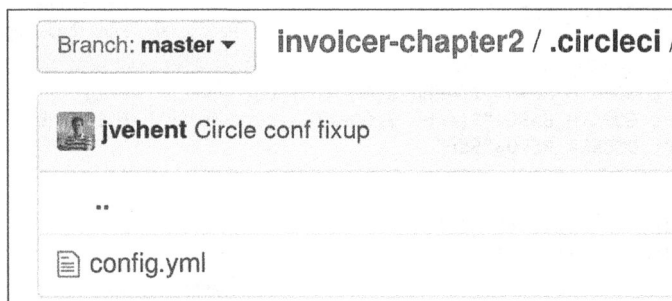 Branch: master invoicer-chapter2 / .circleci /
jvehent Circle conf fixup
..
config.yml